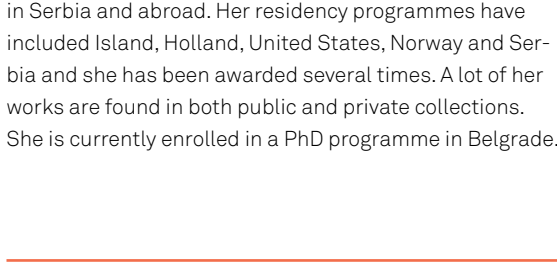 in Serbia and abroad. Her residency programmes have
included Island, Holland, United States, Norway and Ser-
bia and she has been awarded several times. A lot of her
works are found in both public and private collections.
She is currently enrolled in a PhD programme in Belgrade.